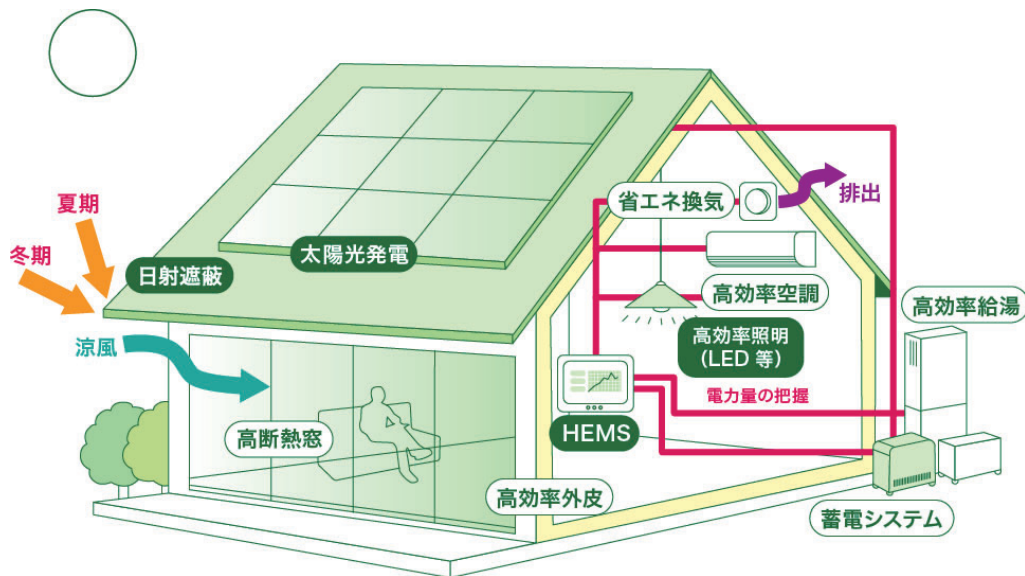 夏期
冬期
日射遮蔽
太陽光発電
涼風
高断熱窓
省エネ換気
排出
高効率空調
高効率照明
（LED 等）
高効率給湯
電力量の把握
HEMS
高効率外皮
蓄電システム